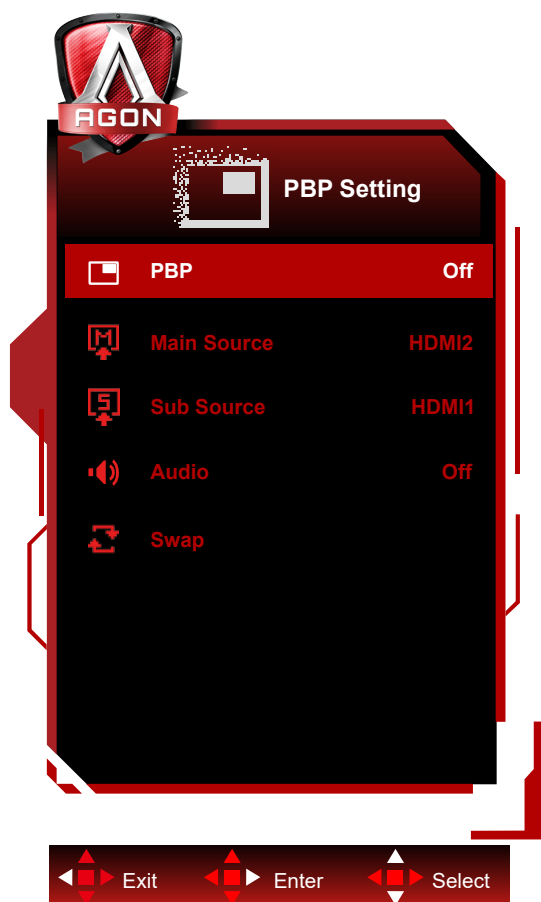 AGON
PBP Setting
PBP Off
Main Source HDMI2
Sub Source HDMI1
Audio Off
Swap
Exit Enter Select